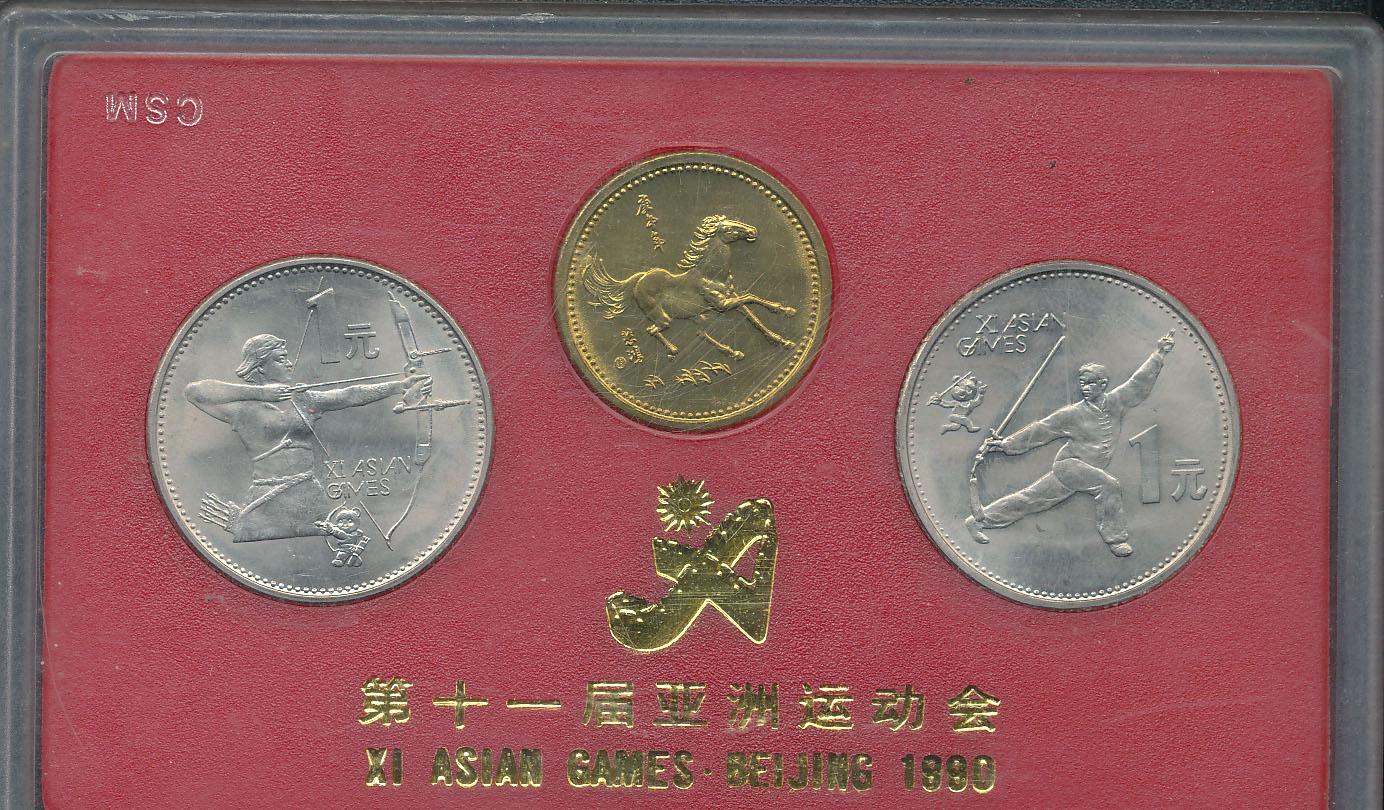 CSM
1元
XI ASIAN
GAMES
XI ASIAN
GAMES
1元
第十一届亚洲运动会
XI ASIAN GAMES · BEIJING 1990